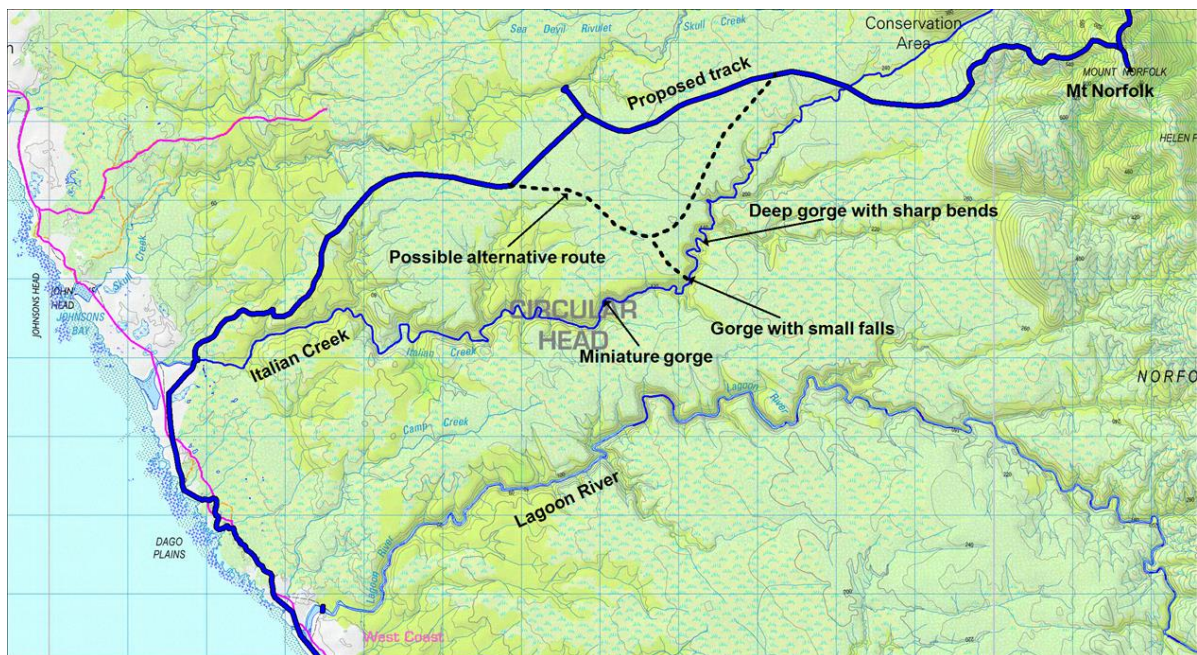 Sea Devil Rivulet
Skull Creek
Conservation
Area
Proposed track
MOUNT NORFOLK
Mt Norfolk
Skull Creek
Possible alternative route
Deep gorge with sharp bends
JOHNSONS HEAD
HEAD
JOHNSONS
BAY
CIRCULAR
HEAD
Gorge with small falls
Miniature gorge
Italian Creek
Italian Creek
NORFO
Lagoon River
Camp Creek
Lagoon River
DAGO
PLAINS
Lagoon River
West Coast